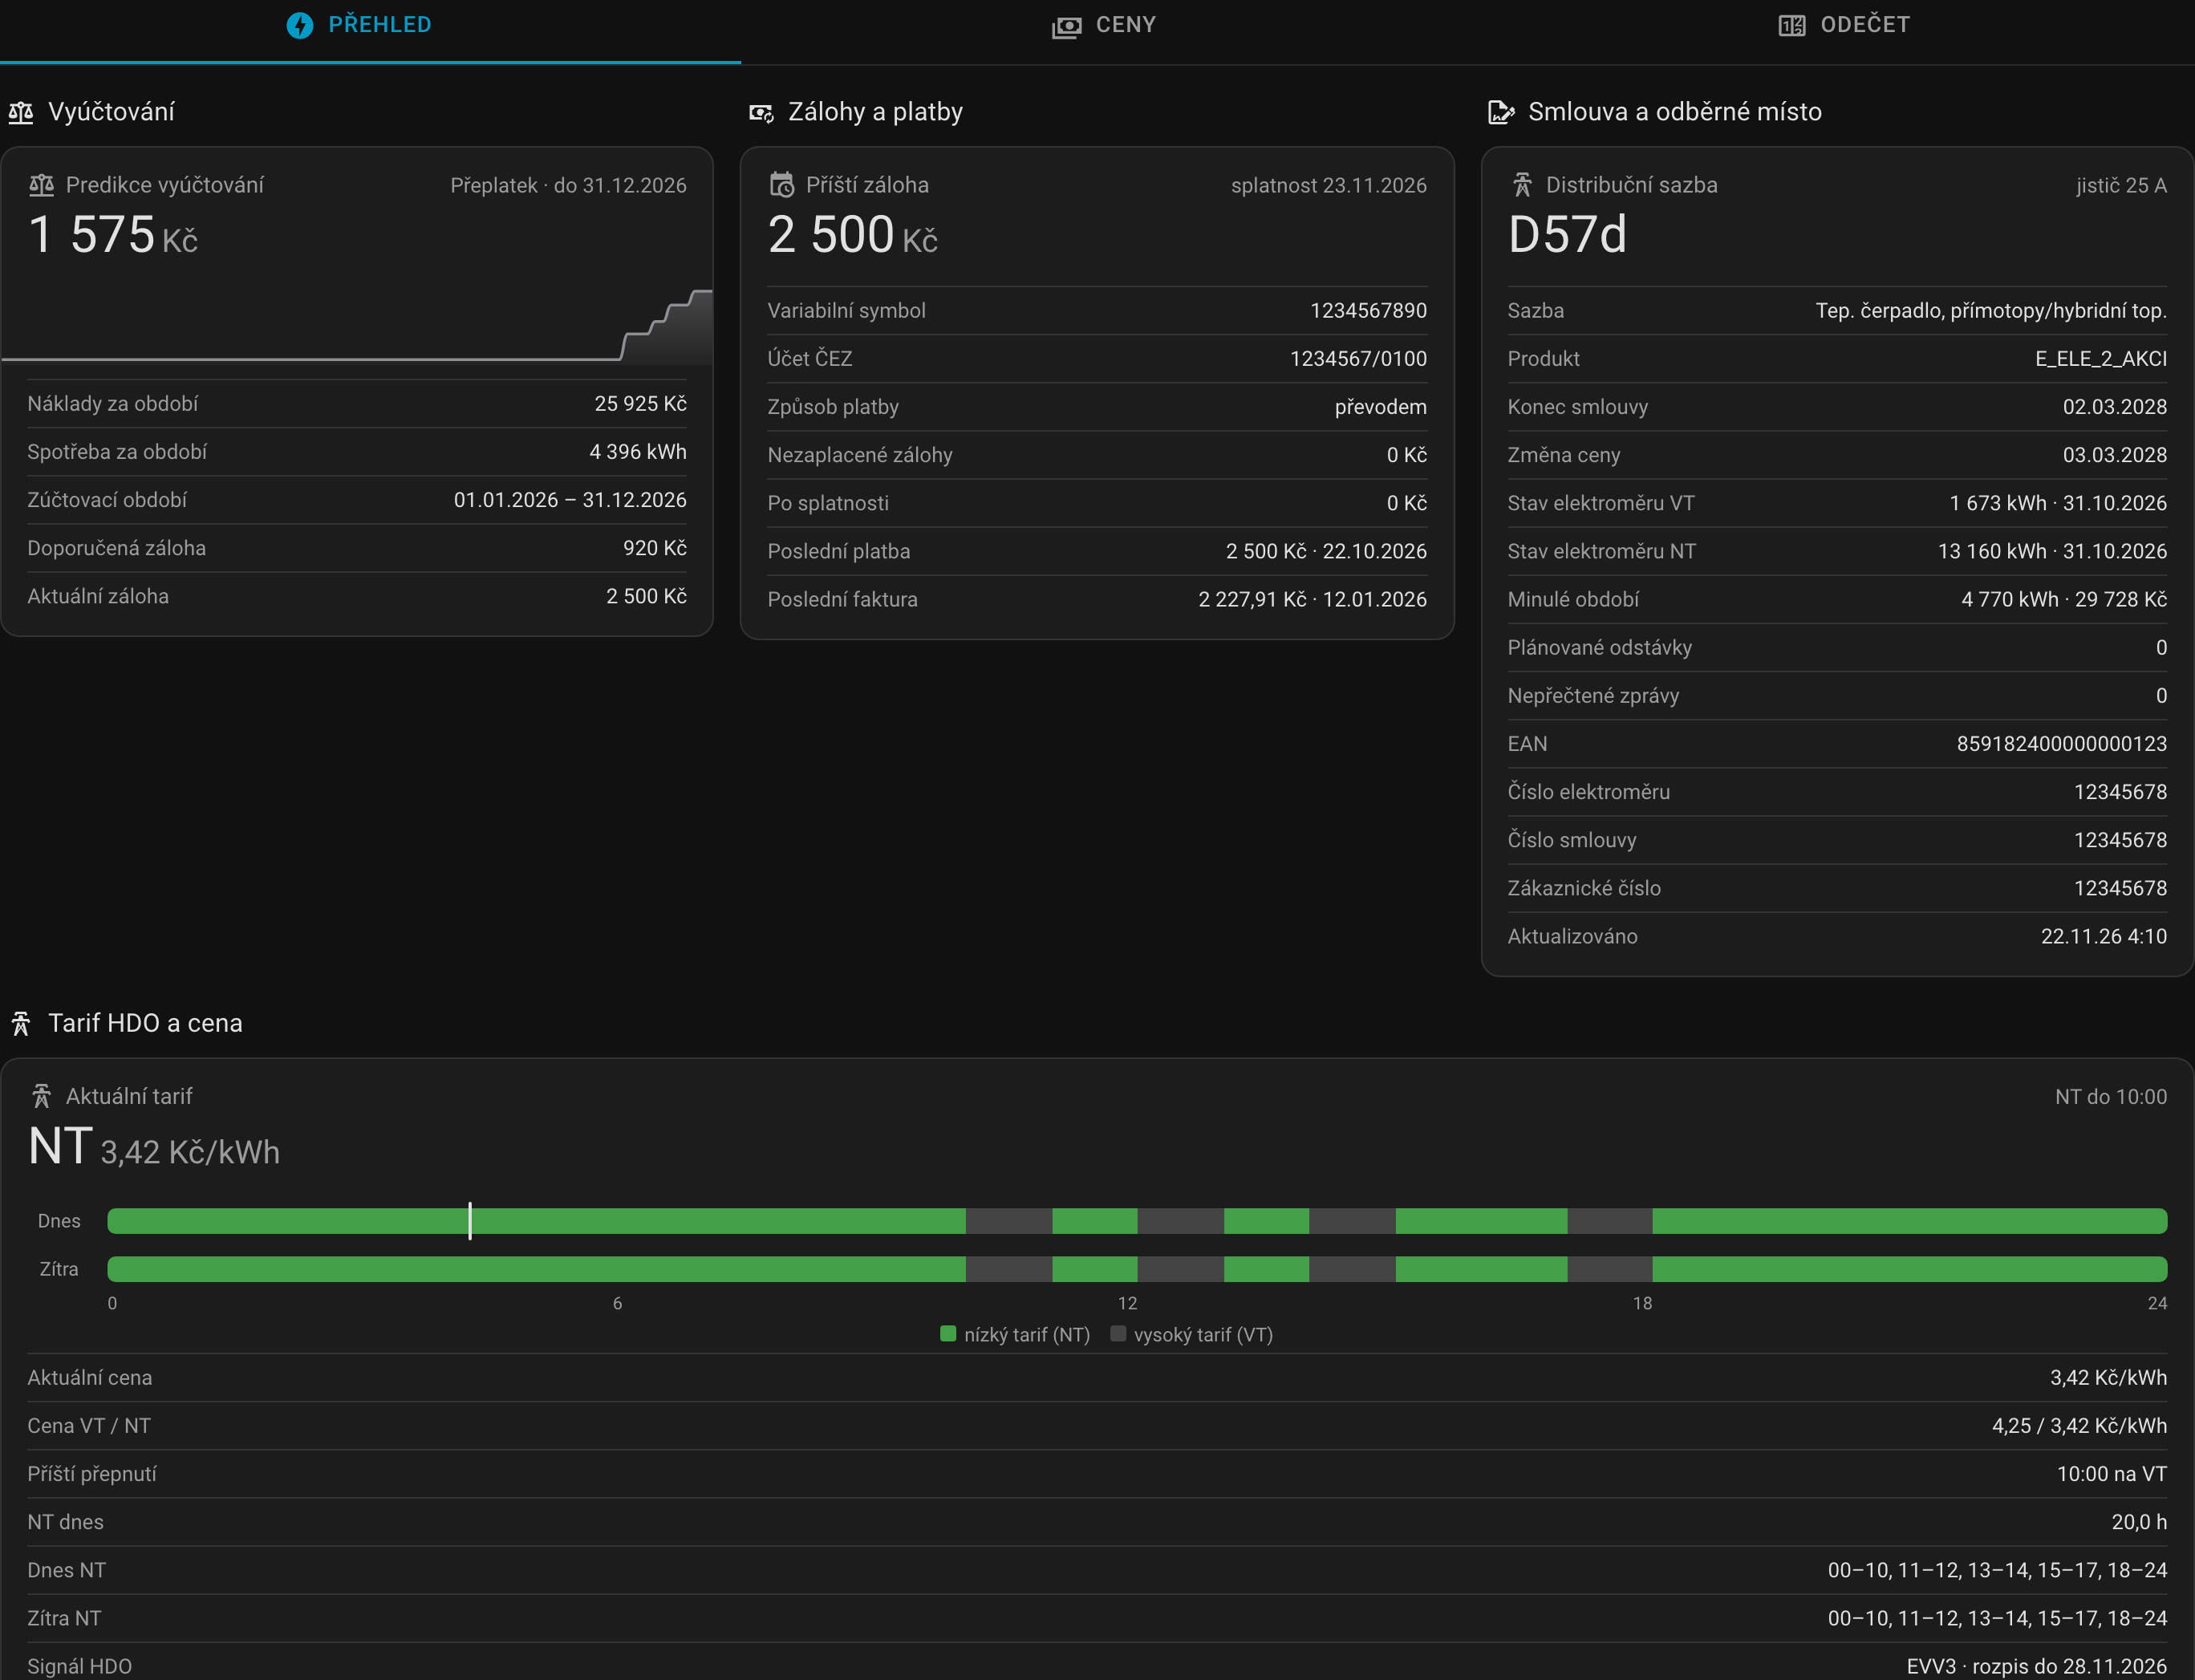 PŘEHLED
CENY
ODEČET
Vyúčtování
Predikce vyúčtování
Přeplatek · do 31.12.2026
1 575 Kč
Náklady za období 25 925 Kč
Spotřeba za období 4 396 kWh
Zúčtovací období 01.01.2026 – 31.12.2026
Doporučená záloha 920 Kč
Aktuální záloha 2 500 Kč
Zálohy a platby
Příští záloha
splatnost 23.11.2026
2 500 Kč
Variabilní symbol 1234567890
Účet ČEZ 1234567/0100
Způsob platby převodem
Nezaplacené zálohy 0 Kč
Po splatnosti 0 Kč
Poslední platba 2 500 Kč · 22.10.2026
Poslední faktura 2 227,91 Kč · 12.01.2026
Smlouva a odběrné místo
Distribuční sazba
jistič 25 A
D57d
Sazba Tep. čerpadlo, přímotopy/hybridní top.
Produkt E_ELE_2_AKCI
Konec smlouvy 02.03.2028
Změna ceny 03.03.2028
Stav elektroměru VT 1 673 kWh · 31.10.2026
Stav elektroměru NT 13 160 kWh · 31.10.2026
Minulé období 4 770 kWh · 29 728 Kč
Plánované odstávky 0
Nepřečtené zprávy 0
EAN 859182400000000123
Číslo elektroměru 12345678
Číslo smlouvy 12345678
Zákaznické číslo 12345678
Aktualizováno 22.11.26 4:10
Tarif HDO a cena
Aktuální tarif
NT do 10:00
NT 3,42 Kč/kWh
Dnes
Zítra
0 6 12 18 24
nízký tarif (NT) vysoký tarif (VT)
Aktuální cena 3,42 Kč/kWh
Cena VT / NT 4,25 / 3,42 Kč/kWh
Příští přepnutí 10:00 na VT
NT dnes 20,0 h
Dnes NT 00–10, 11–12, 13–14, 15–17, 18–24
Zítra NT 00–10, 11–12, 13–14, 15–17, 18–24
Signál HDO EVV3 · rozpis do 28.11.2026